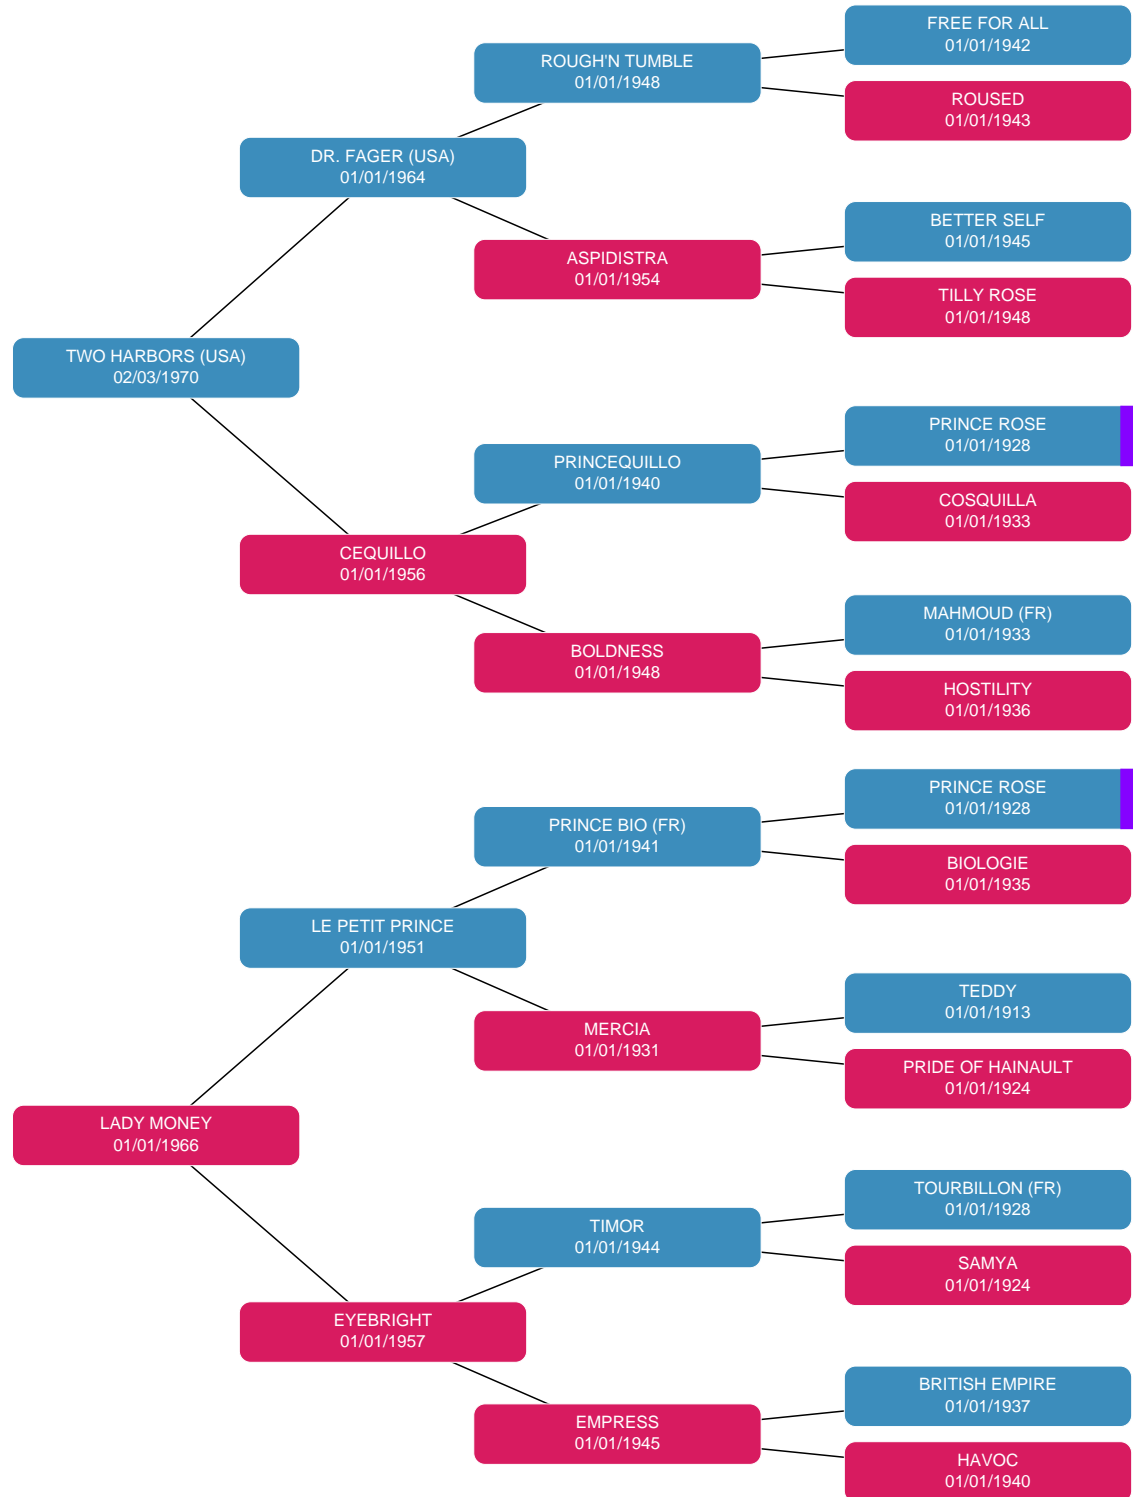 FREE FOR ALL
01/01/1942
ROUGH'N TUMBLE
01/01/1948
ROUSED
01/01/1943
DR. FAGER (USA)
01/01/1964
BETTER SELF
01/01/1945
ASPIDISTRA
01/01/1954
TILLY ROSE
01/01/1948
TWO HARBORS (USA)
02/03/1970
PRINCE ROSE
01/01/1928
PRINCEQUILLO
01/01/1940
COSQUILLA
01/01/1933
CEQUILLO
01/01/1956
MAHMOUD (FR)
01/01/1933
BOLDNESS
01/01/1948
HOSTILITY
01/01/1936
PRINCE ROSE
01/01/1928
PRINCE BIO (FR)
01/01/1941
BIOLOGIE
01/01/1935
LE PETIT PRINCE
01/01/1951
TEDDY
01/01/1913
MERCIA
01/01/1931
PRIDE OF HAINAULT
01/01/1924
LADY MONEY
01/01/1966
TOURBILLON (FR)
01/01/1928
TIMOR
01/01/1944
SAMYA
01/01/1924
EYEBRIGHT
01/01/1957
BRITISH EMPIRE
01/01/1937
EMPRESS
01/01/1945
HAVOC
01/01/1940